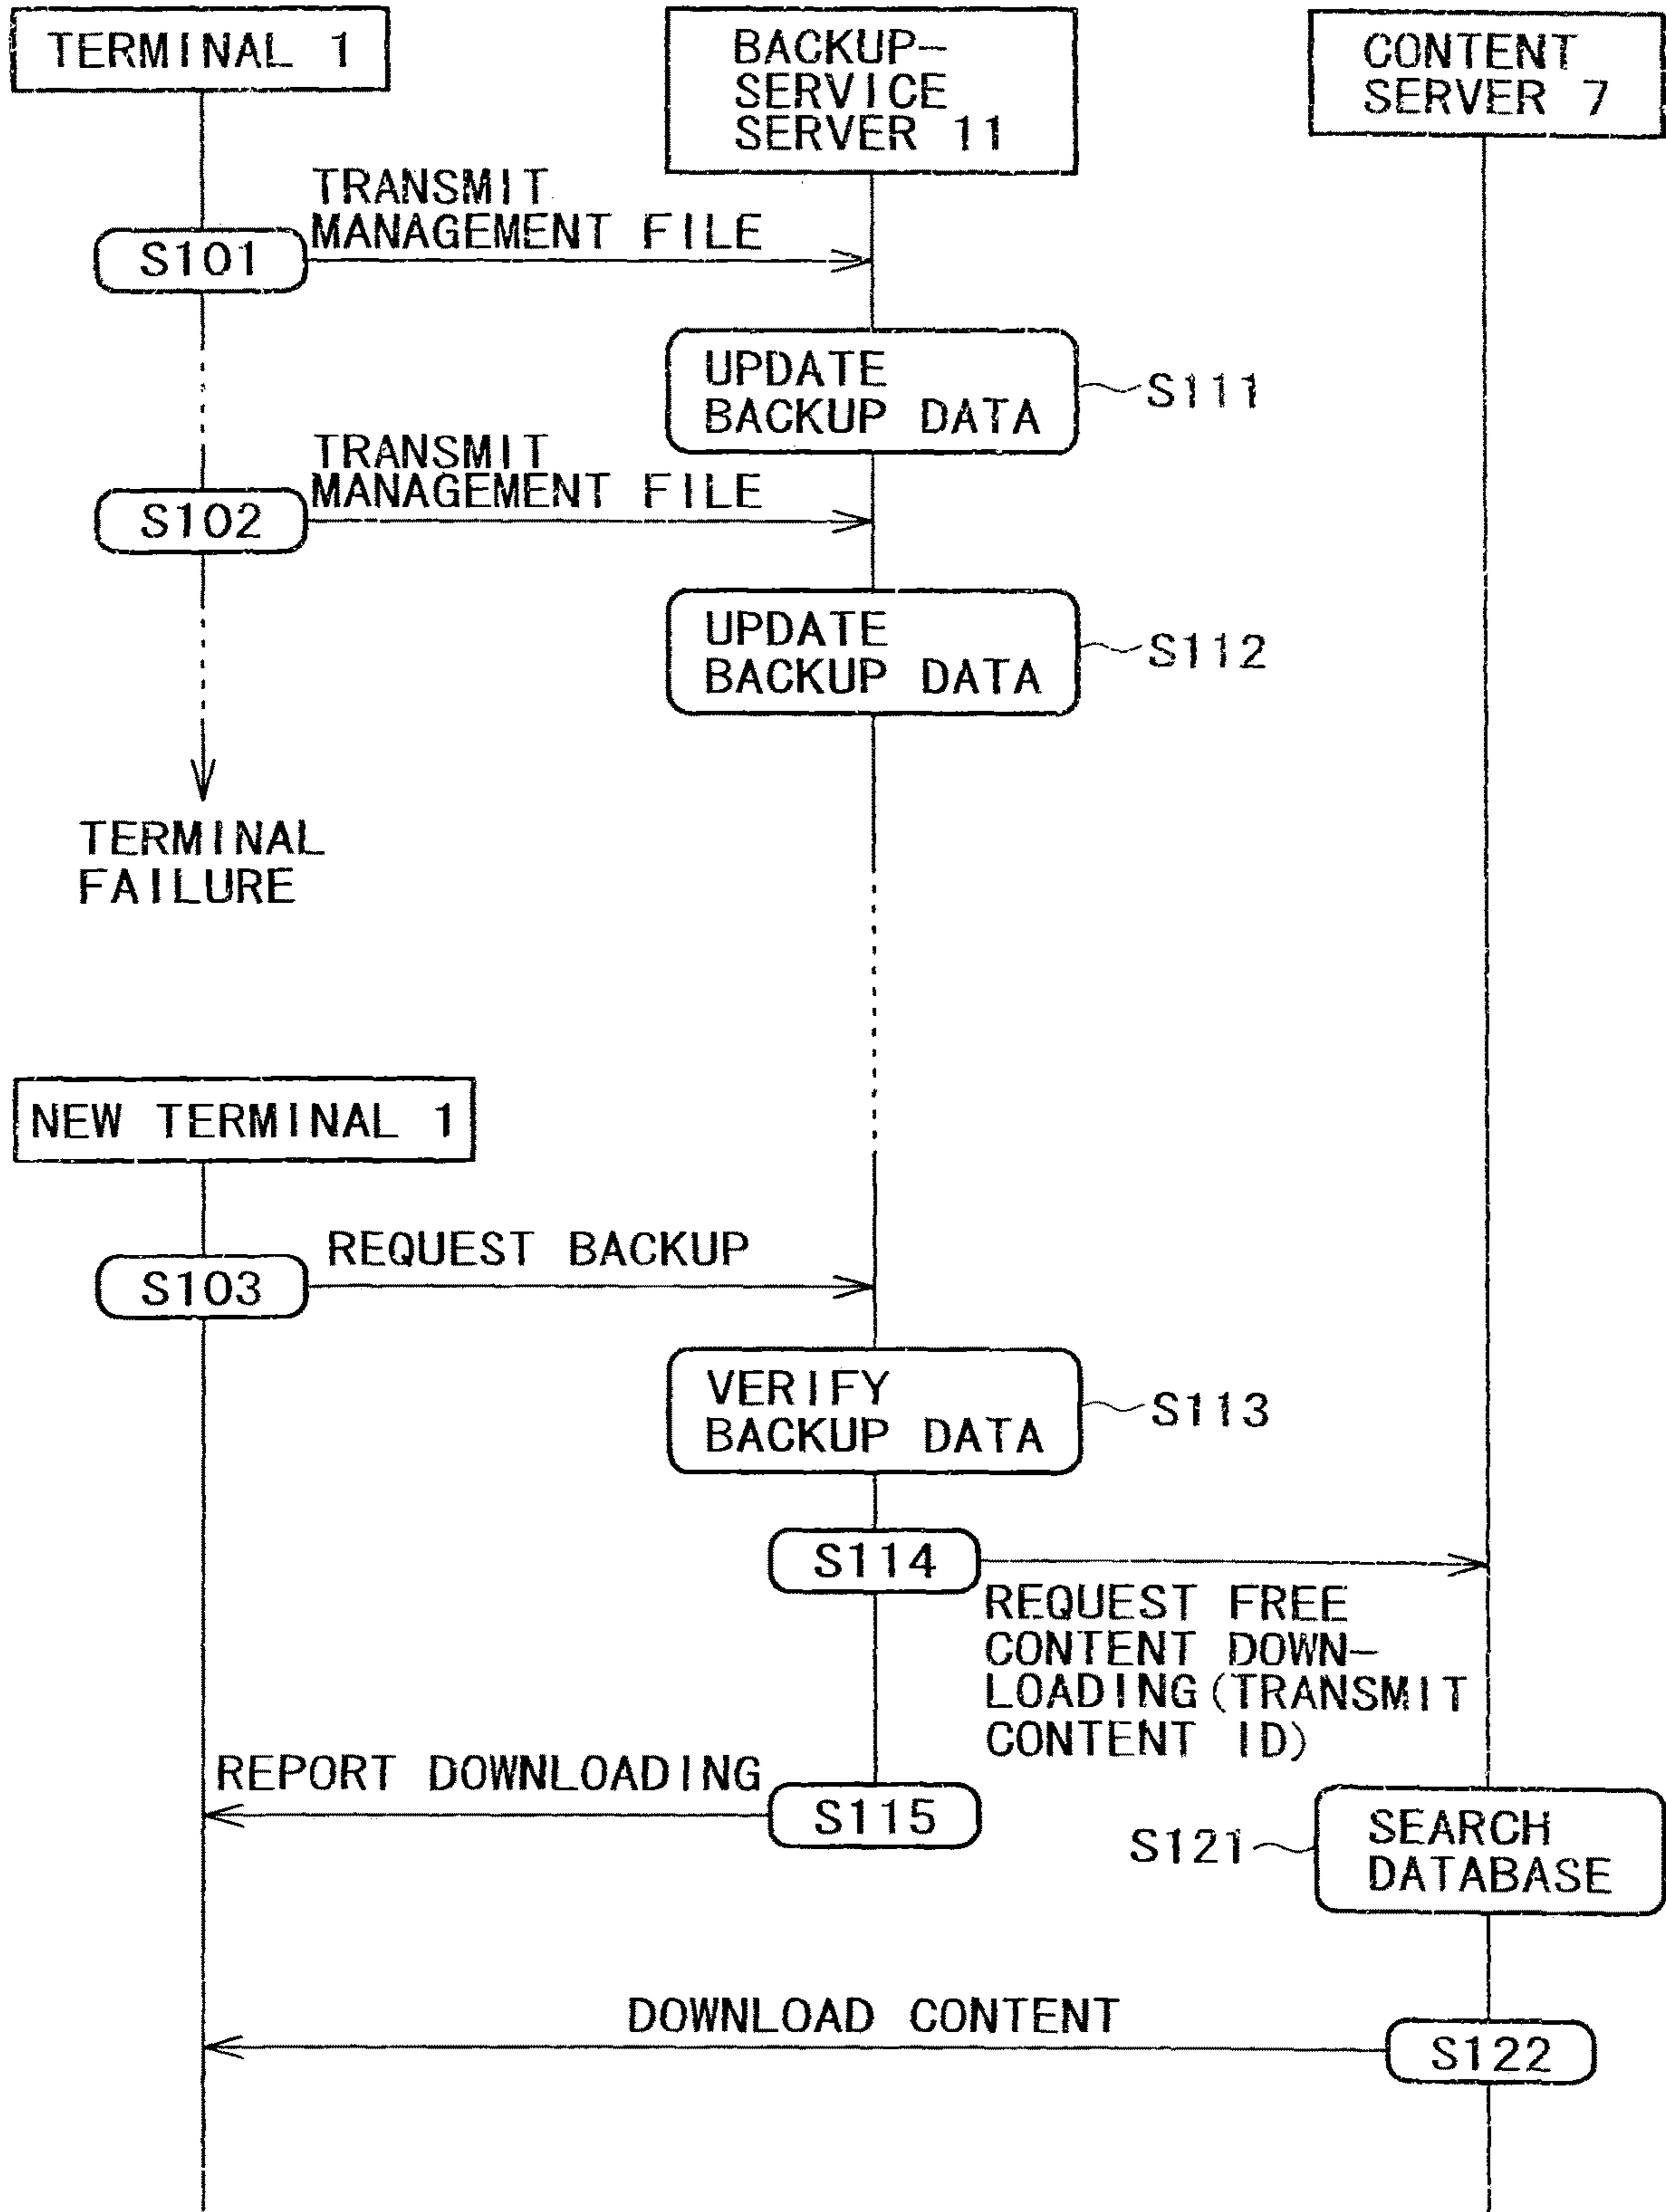 TERMINAL 1
BACKUP-
SERVICE
SERVER 11
CONTENT
SERVER 7
TRANSMIT
MANAGEMENT FILE
S101
UPDATE
BACKUP DATA
S111
TRANSMIT
MANAGEMENT FILE
S102
UPDATE
BACKUP DATA
S112
TERMINAL
FAILURE
NEW TERMINAL 1
REQUEST BACKUP
S103
VERIFY
BACKUP DATA
S113
S114
REQUEST FREE
CONTENT DOWN-
LOADING(TRANSMIT
CONTENT ID)
REPORT DOWNLOADING
S115
S121
SEARCH
DATABASE
DOWNLOAD CONTENT
S122